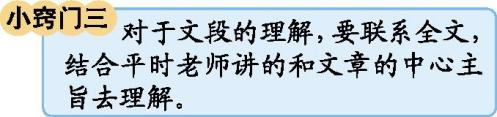 小窍门三
对于文段的理解,要联系全文,
结合平时老师讲的和文章的中心主
旨去理解。